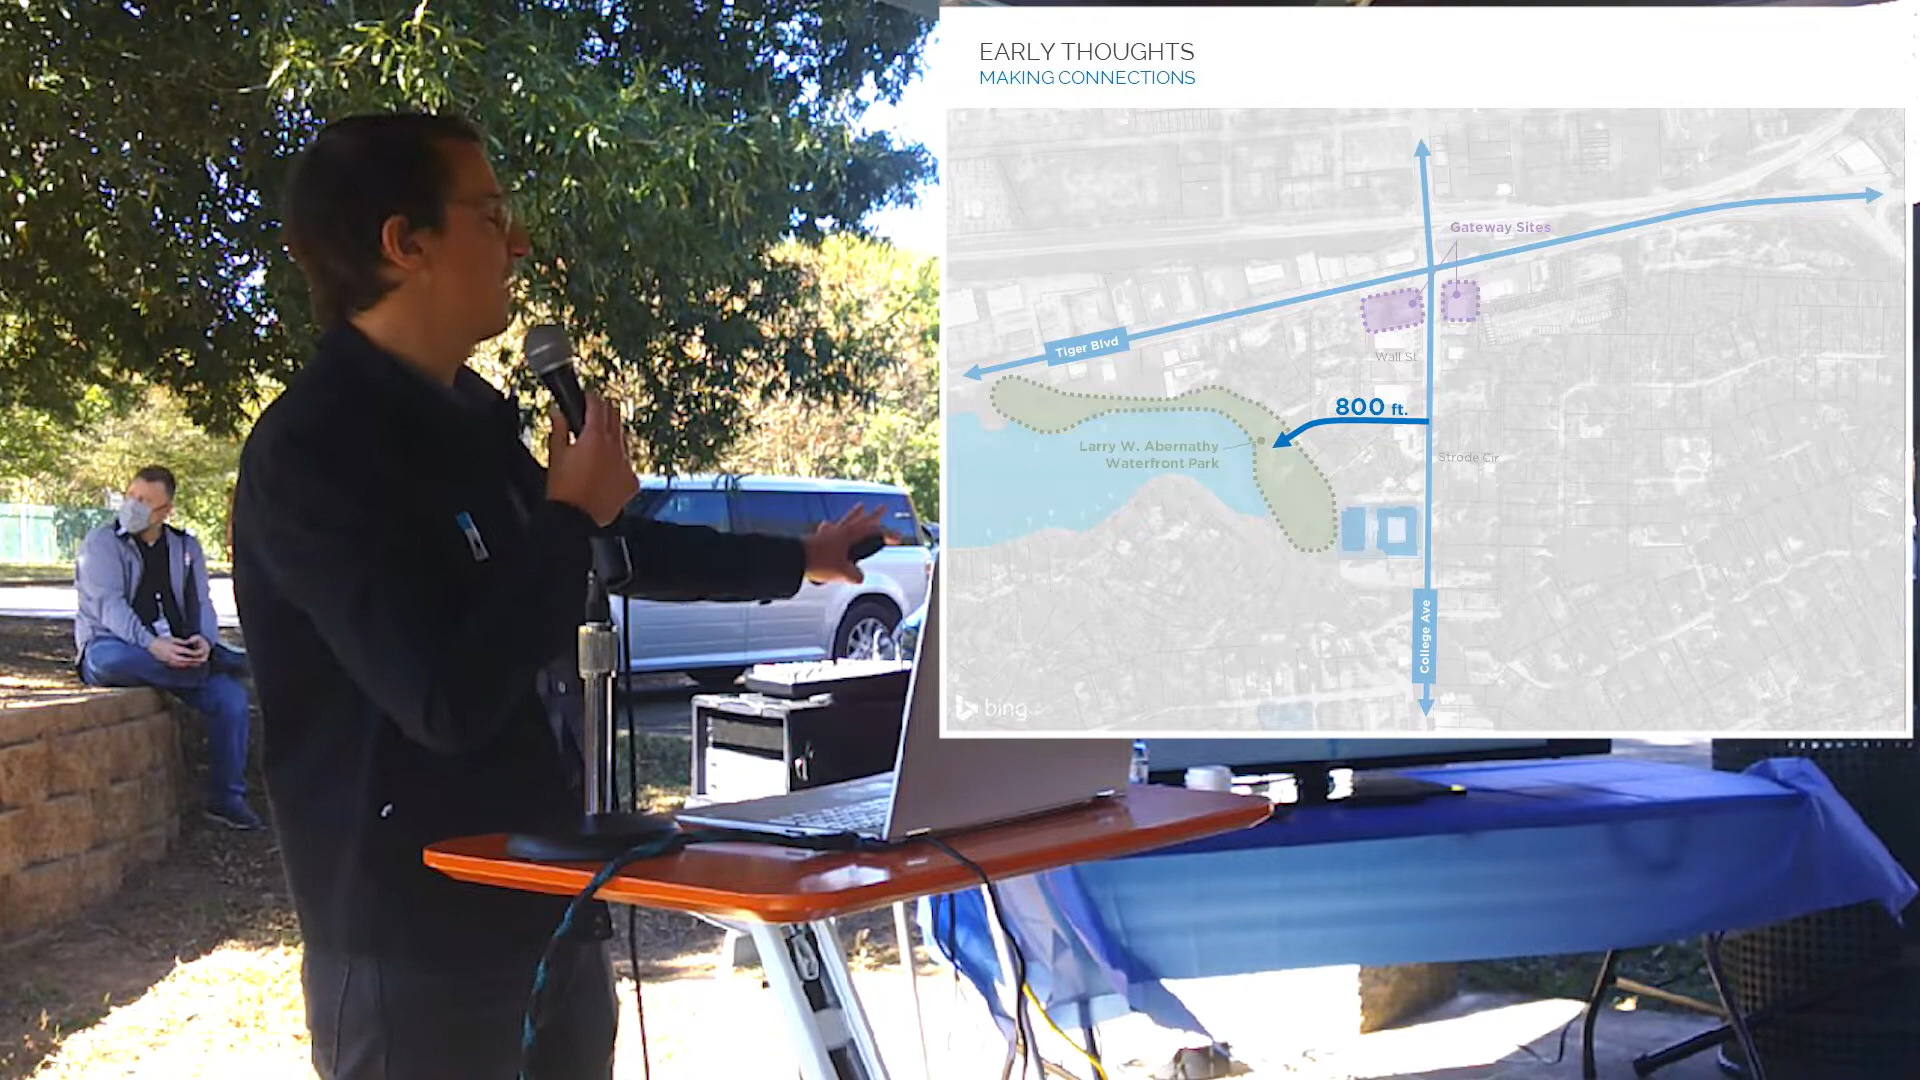 EARLY THOUGHTS
MAKING CONNECTIONS
Gateway Sites
Tiger Blvd
Wall St
800 ft.
Larry W. Abernathy
Waterfront Park
Strode Cir
College Ave
bing